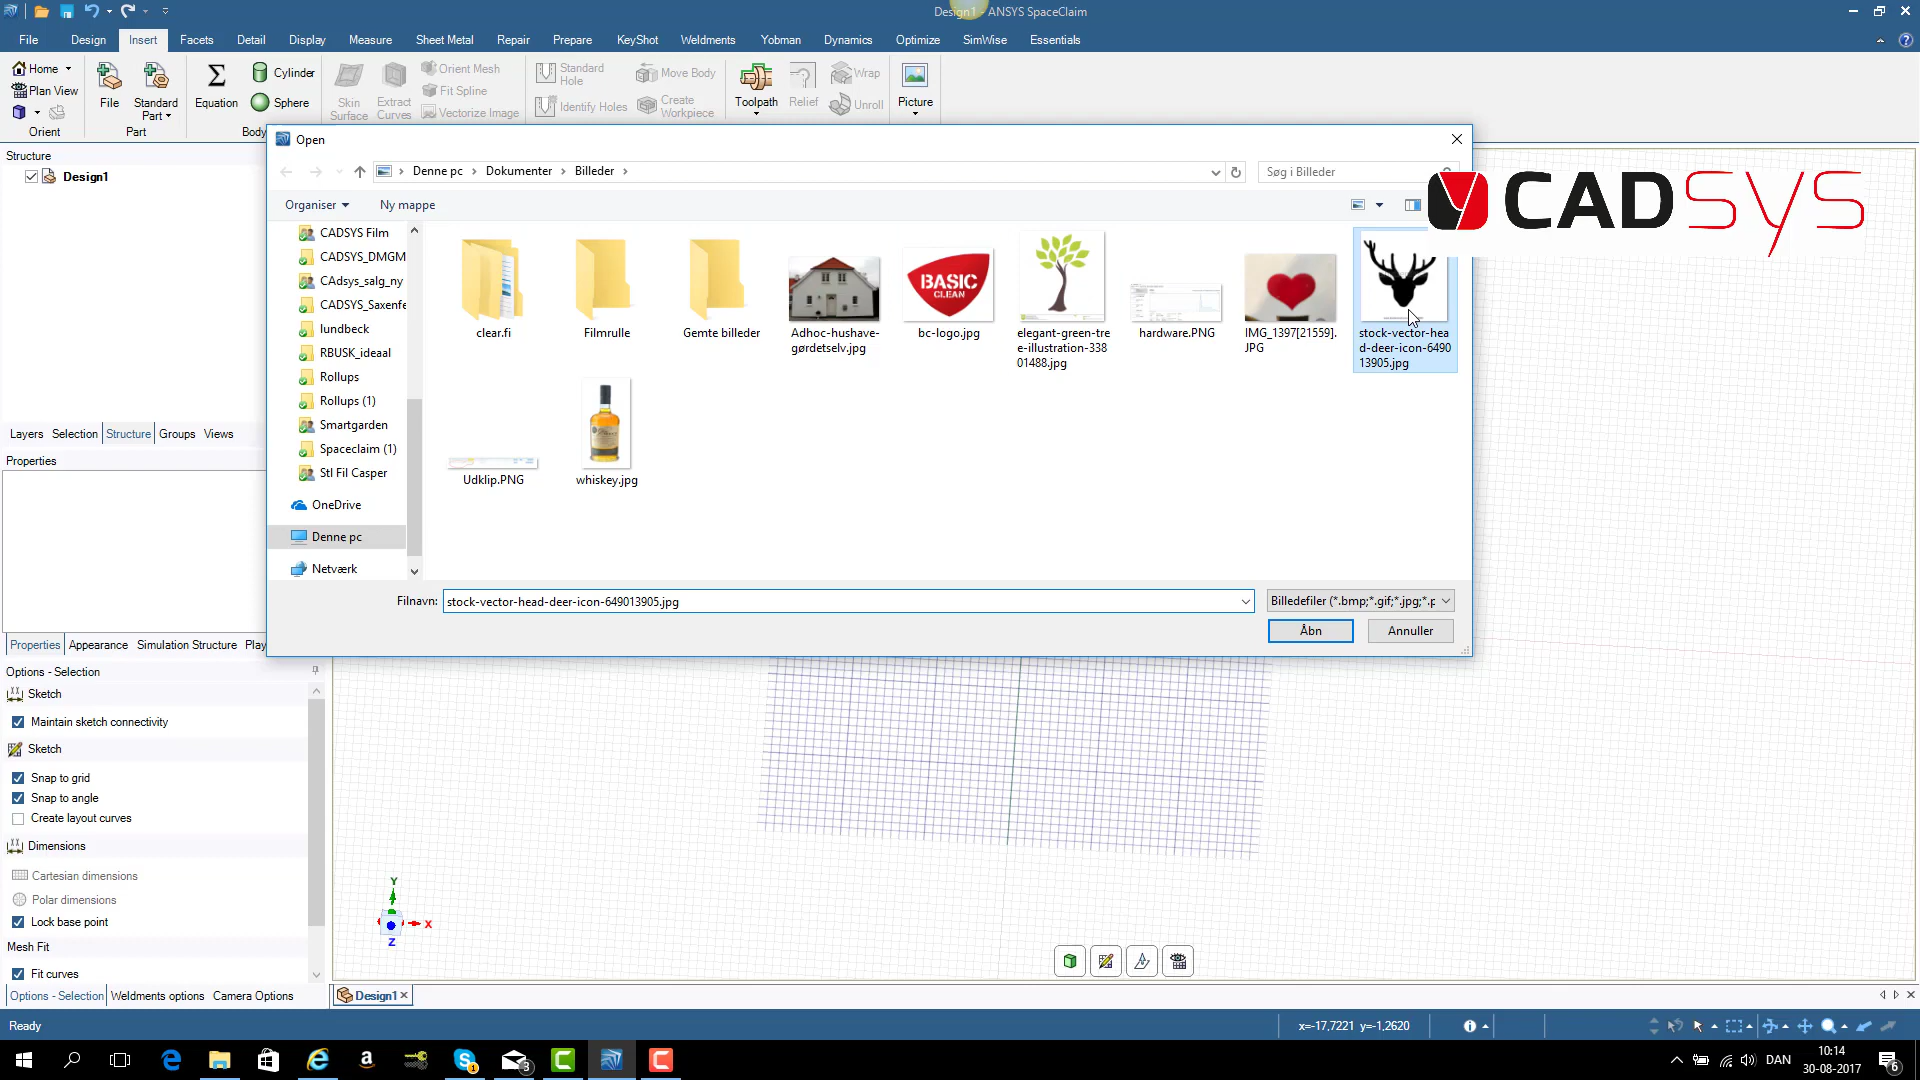 Design1 - ANSYS SpaceClaim
File Design Insert Facets Detail Display Measure Sheet Metal Repair Prepare KeyShot Weldments Yobman Dynamics Optimize SimWise Essentials
Home
Plan View
Orient
File
Standard
Part
Part
Equation
Cylinder
Sphere
Body
Skin
Surface
Extract
Curves
Orient Mesh
Fit Spline
Vectorize Image
Standard
Hole
Identify Holes
Move Body
Create
Workpiece
Toolpath
Relief
Wrap
Unroll
Picture
Structure
Design1
Layers Selection Structure Groups Views
Properties
Properties Appearance Simulation Structure Play
Options - Selection
Sketch
Maintain sketch connectivity
Sketch
Snap to grid
Snap to angle
Create layout curves
Dimensions
Cartesian dimensions
Polar dimensions
Lock base point
Mesh Fit
Fit curves
Options - Selection Weldments options Camera Options
Open
Denne pc Dokumenter Billeder
Søg i Billeder
Organiser Ny mappe
CADSYS Film
CADSYS_DMGM
CAdsys_salg_ny
CADSYS_Saxenfe
lundbeck
RBUSK_ideaal
Rollups
Rollups (1)
Smartgarden
Spaceclaim (1)
Stl Fil Casper
OneDrive
Denne pc
Netværk
clear.fi
Filmrulle
Gemte billeder
Adhoc-hushave-
gørdetselv.jpg
BASIC
CLEAN
bc-logo.jpg
elegant-green-tre
e-illustration-338
01488.jpg
hardware.PNG
IMG_1397[21559].
JPG
stock-vector-hea
d-deer-icon-6490
13905.jpg
Udklip.PNG
whiskey.jpg
Filnavn: stock-vector-head-deer-icon-649013905.jpg
Billedefiler (*.bmp;*.gif;*.jpg;*.p
Åbn Annuller
CADSYS
Y
X
Z
Design1
Ready
x=-17,7221 y=-1,2620
1
3
DAN
10:14
30-08-2017
6